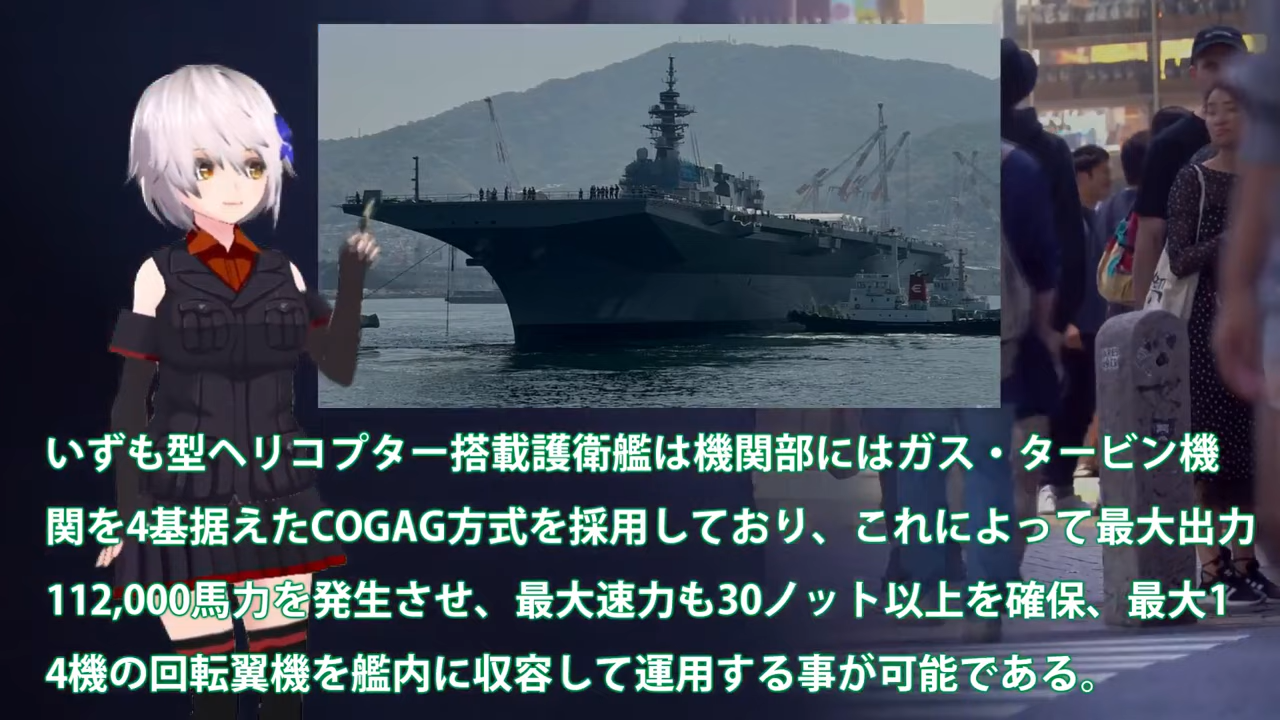 いずも型ヘリコプター搭載護衛艦は機関部にはガス・タービン機
関を4基据えたCOGAG方式を採用しており、これによって最大出力
112,000馬力を発生させ、最大速力も30ノット以上を確保、最大1
4機の回転翼機を艦内に収容して運用する事が可能である。